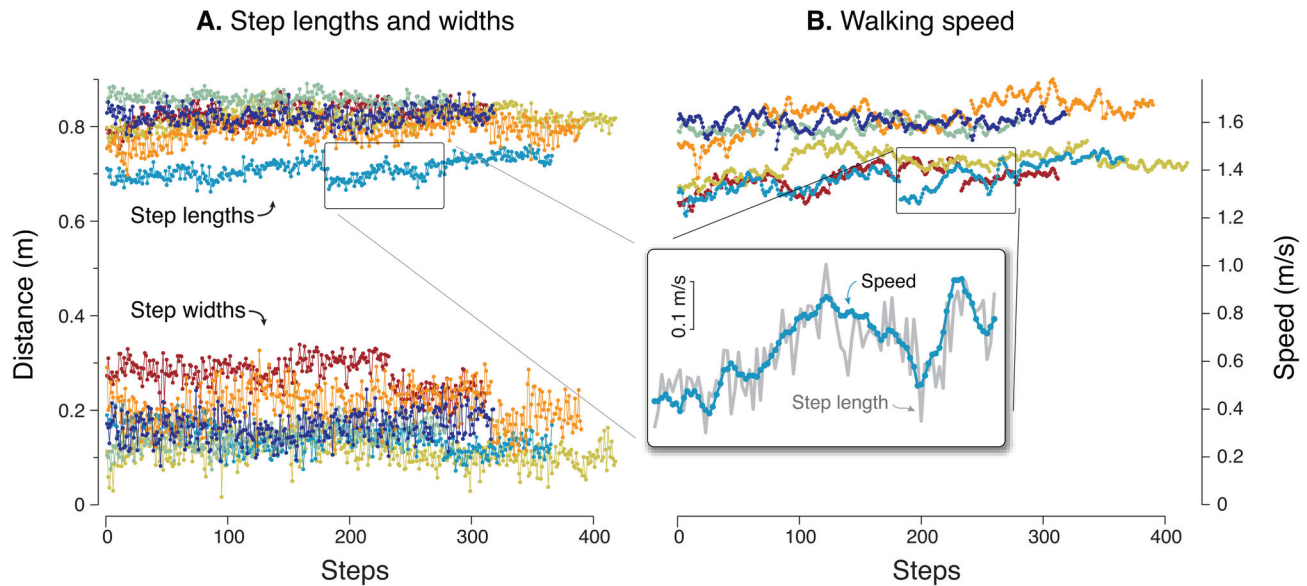 A. Step lengths and widths
B. Walking speed
Distance (m)
0.8
0.6
0.4
0.2
0
Step lengths
Step widths
0
100
200
300
400
Steps
0.1 m/s
Speed
Step length
0
100
200
300
400
Steps
1.6
1.4
1.2
1.0
0.8
0.6
0.4
1.2
0
Speed (m/s)